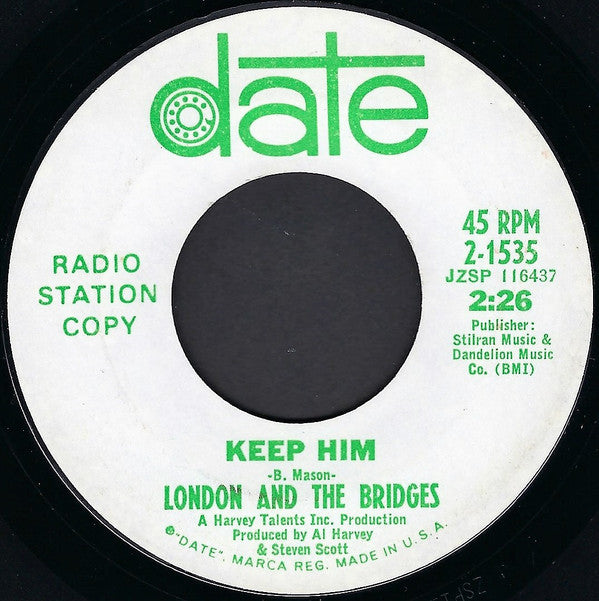 date
RADIO
STATION
COPY
45 RPM
2-1535
JZSP 116437
2:26
Publisher:
Stilran Music &
Dandelion Music
Co. (BMI)
KEEP HIM
-B. Mason-
LONDON AND THE BRIDGES
A Harvey Talents Inc. Production
Produced by Al Harvey
& Steven Scott
℗"DATE". MARCA REG. MADE IN U.S.A.